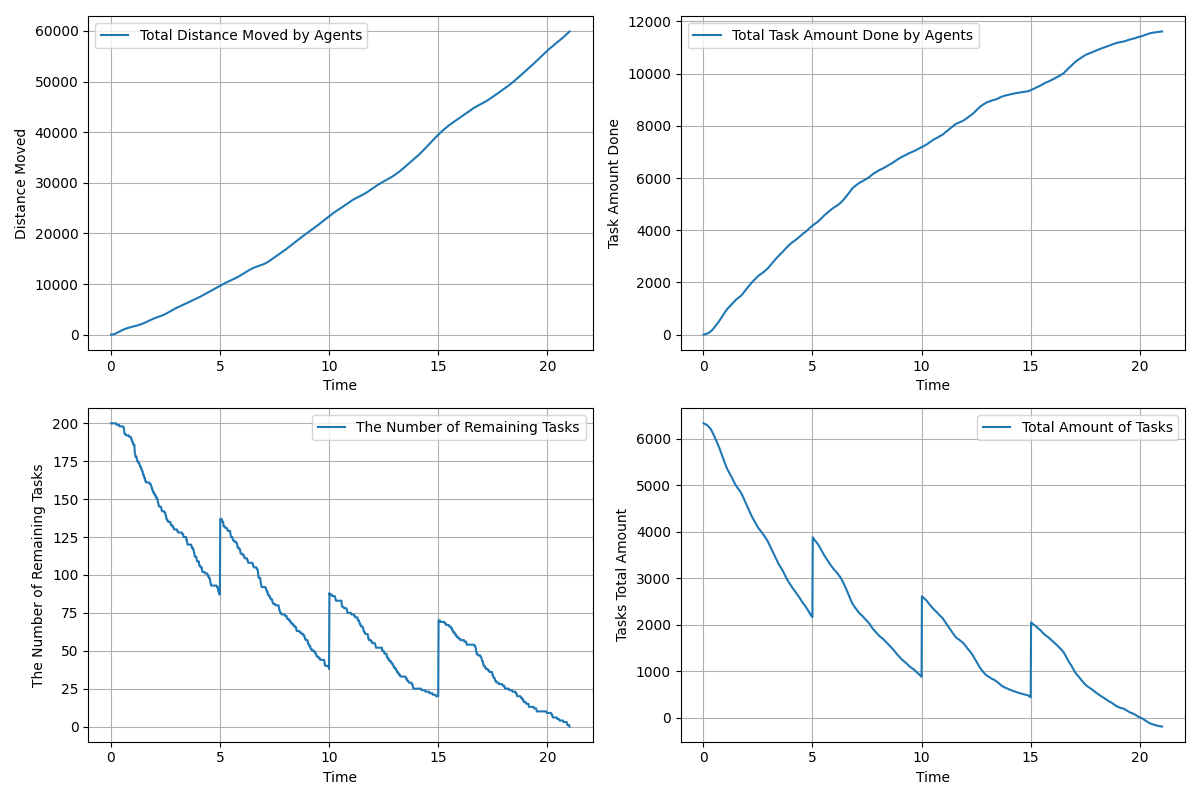 Total Distance Moved by Agents
60000
50000
40000
30000
20000
10000
0
Distance Moved
0 5 10 15 20
Time
Total Task Amount Done by Agents
12000
10000
8000
6000
4000
2000
0
Task Amount Done
0 5 10 15 20
Time
The Number of Remaining Tasks
200
175
150
125
100
75
50
25
0
The Number of Remaining Tasks
0 5 10 15 20
Time
Total Amount of Tasks
6000
5000
4000
3000
2000
1000
0
Tasks Total Amount
0 5 10 15 20
Time